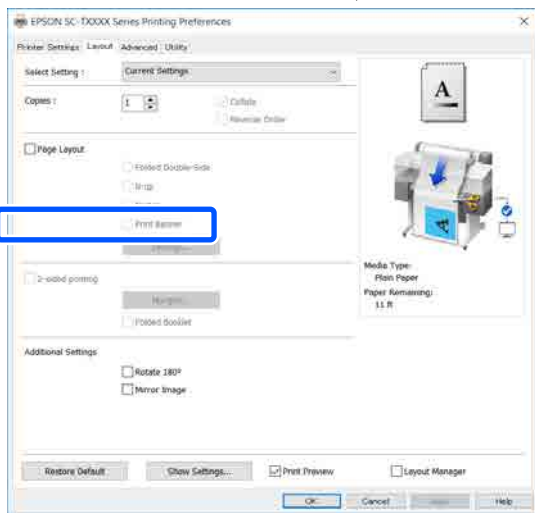 EPSON SC-TXXXX Series Printing Preferences
Printer Settings Layout Advanced Utility
Select Setting : Current Settings
Copies : 1 Collate
Reverse Order
Page Layout
Folded Double-Side
N-up
Print Banner
2-sided printing
Margins...
Folded Booklet
Additional Settings
Rotate 180°
Mirror Image
A
Media Type:
Plain Paper
Paper Remaining:
11 ft
Restore Default Show Settings... Print Preview Layout Manager
OK Cancel Help